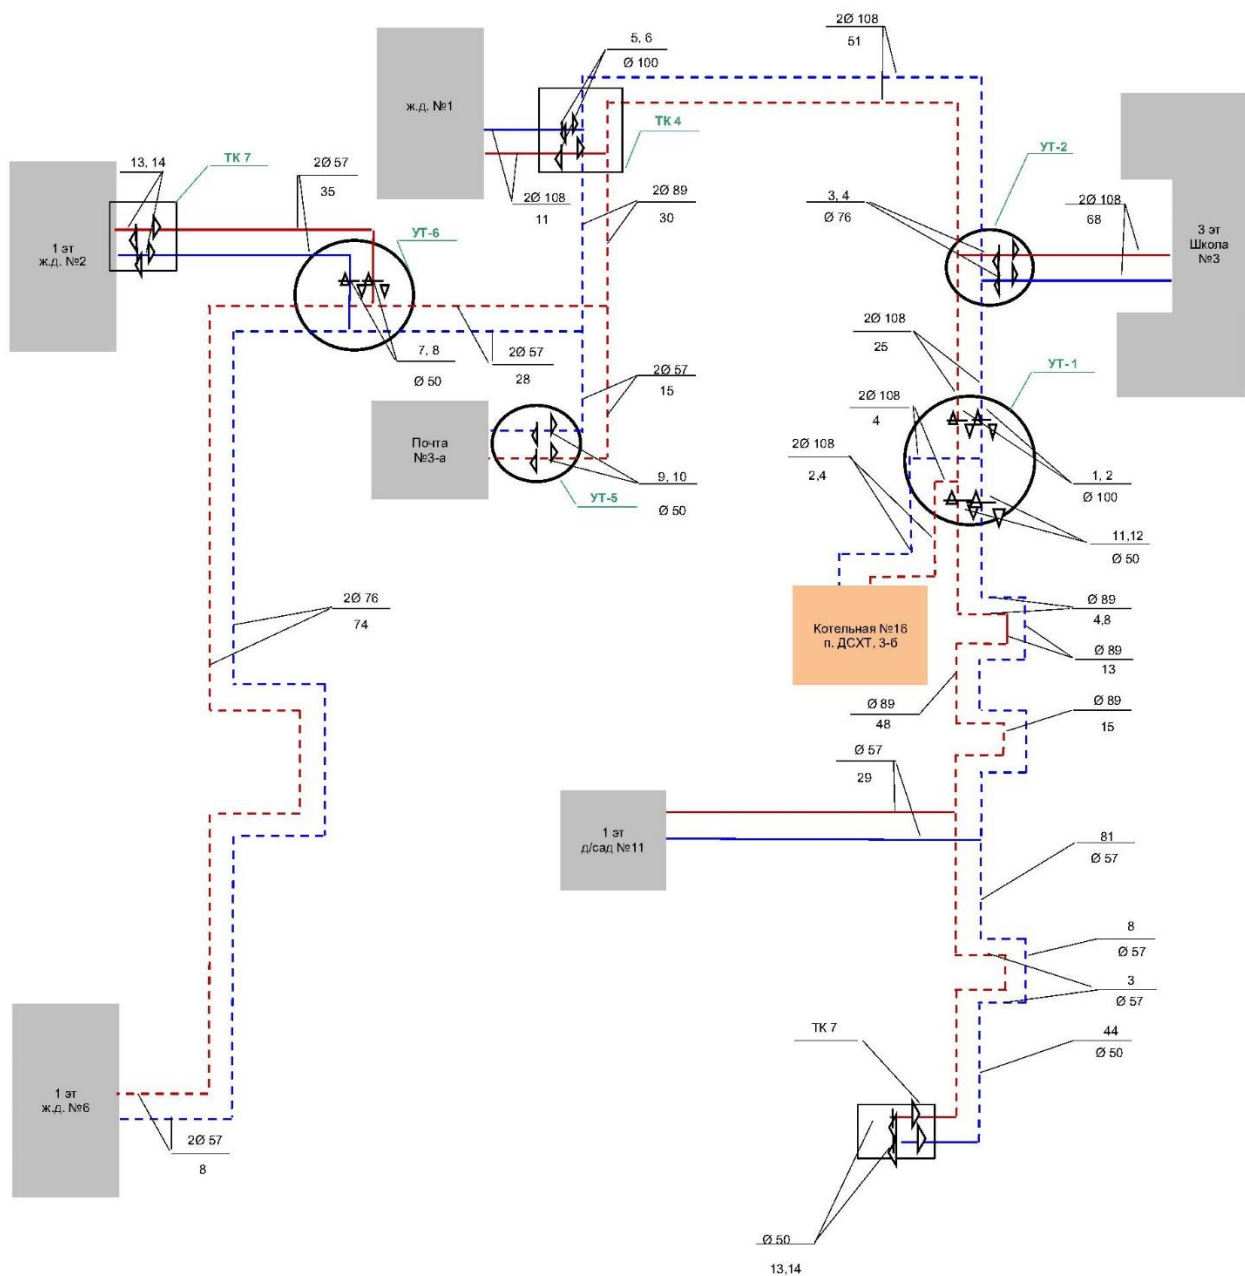 2Ø 108
51
5, 6
Ø 100
ж.д. №1
ТК 4
УТ-2
13, 14
ТК 7
2Ø 57
35
2Ø 108
11
2Ø 89
30
3, 4
Ø 76
2Ø 108
68
3 эт
Школа
№3
1 эт
ж.д. №2
УТ-6
7, 8
Ø 50
2Ø 57
28
2Ø 108
25
УТ-1
2Ø 57
15
2Ø 108
4
Почта
№3-а
2Ø 108
2,4
9, 10
Ø 50
УТ-5
1, 2
Ø 100
11,12
Ø 50
2Ø 76
74
Котельная №16
п. ДСХТ, 3-б
Ø 89
4,8
Ø 89
13
Ø 89
48
Ø 89
15
Ø 57
29
1 эт
д/сад №11
81
Ø 57
8
Ø 57
3
Ø 57
ТК 7
44
Ø 50
1 эт
ж.д. №6
2Ø 57
8
Ø 50
13,14